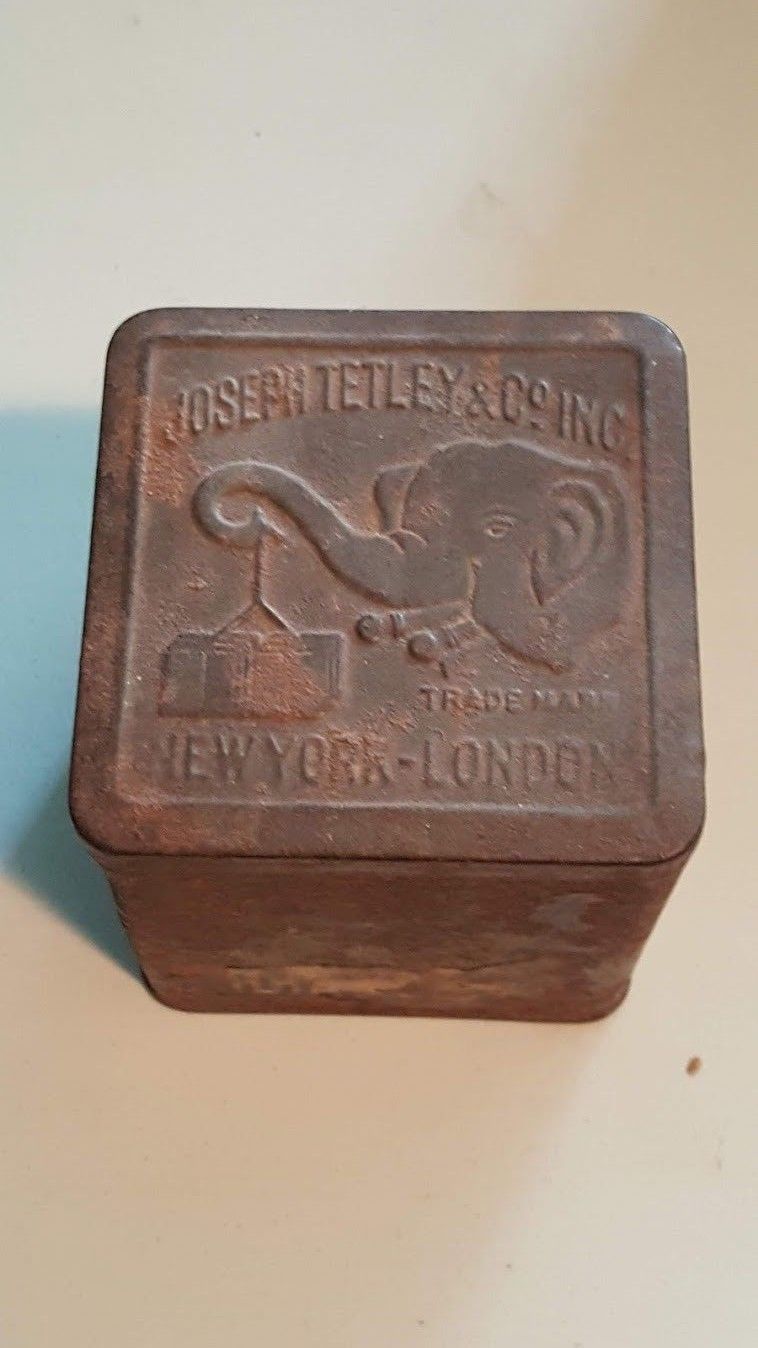 JOSEPH TETLEY & Cº INC.
TRADE MARK
NEW YORK-LONDON